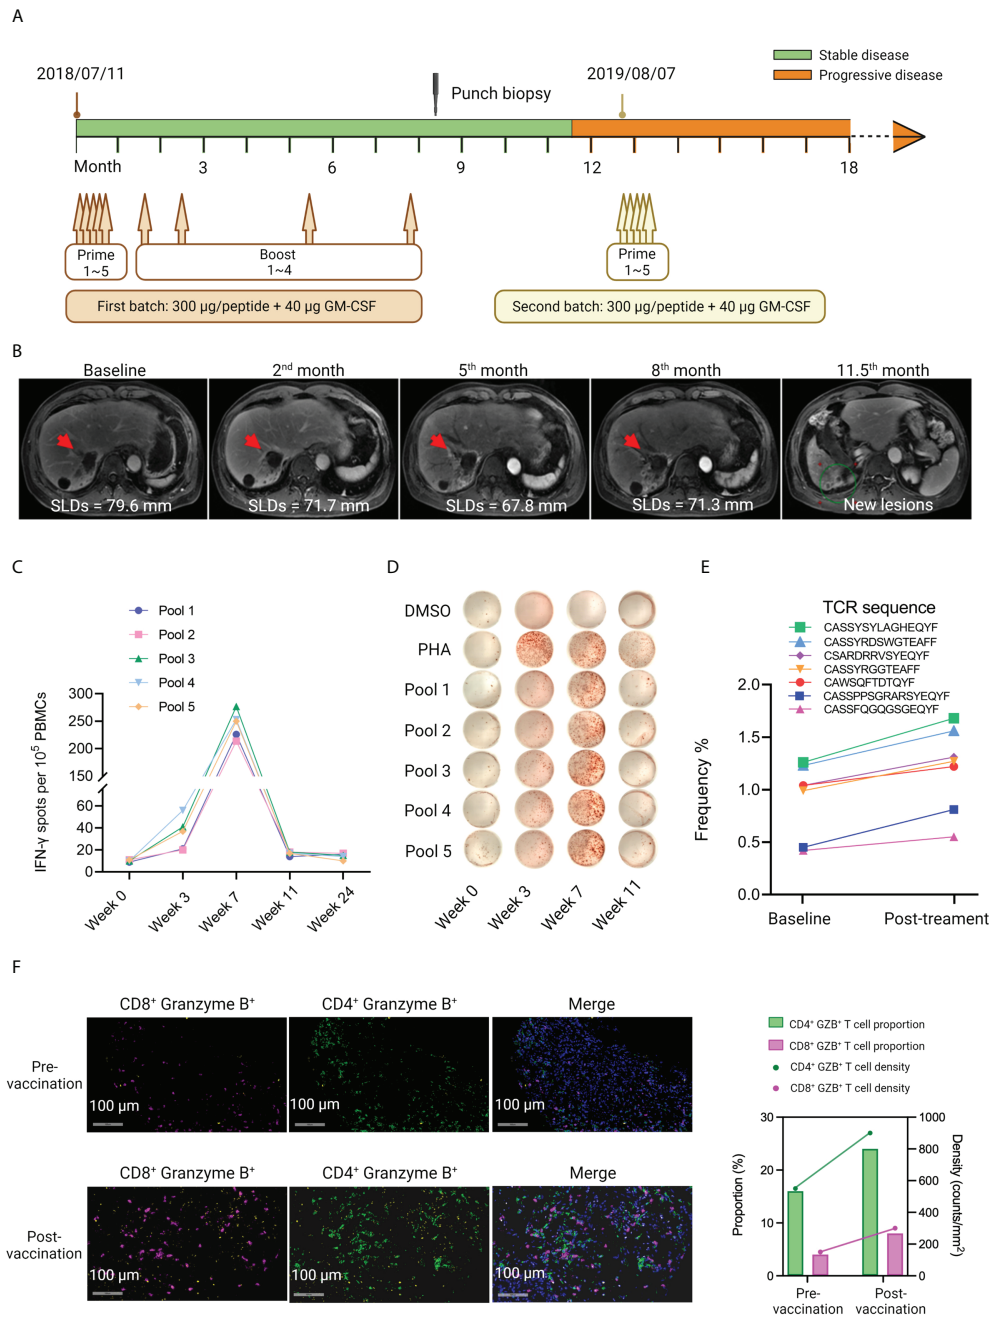 A
2018/07/11
Punch biopsy
2019/08/07
Stable disease
Progressive disease
Month
3
6
9
12
18
Prime
1~5
Boost
1~4
Prime
1~5
First batch: 300 µg/peptide + 40 µg GM-CSF
Second batch: 300 µg/peptide + 40 µg GM-CSF
B
Baseline
2nd month
5th month
8th month
11.5th month
SLDs = 79.6 mm
SLDs = 71.7 mm
SLDs = 67.8 mm
SLDs = 71.3 mm
New lesions
C
Pool 1
Pool 2
Pool 3
Pool 4
Pool 5
IFN-γ spots per 10⁵ PBMCs
300
250
200
150
60
40
20
0
Week 0
Week 3
Week 7
Week 11
Week 24
D
DMSO
PHA
Pool 1
Pool 2
Pool 3
Pool 4
Pool 5
Week 0
Week 3
Week 7
Week 11
E
TCR sequence
CASSYSYLAGHEQYF
CASSYRDSWGTEAFF
CSARDRRVSYEQYF
CASSYRGGTEAFF
CAWSQFTDTQYF
CASSPPSGRARSYEQYF
CASSFQGQGSGEQYF
Frequency %
2.0
1.5
1.0
0.5
0.0
Baseline
Post-treament
F
CD8⁺ Granzyme B⁺
CD4⁺ Granzyme B⁺
Merge
Pre-
vaccination
100 µm
100 µm
100 µm
CD8⁺ Granzyme B⁺
CD4⁺ Granzyme B⁺
Merge
Post-
vaccination
100 µm
100 µm
100 µm
CD4⁺ GZB⁺ T cell proportion
CD8⁺ GZB⁺ T cell proportion
CD4⁺ GZB⁺ T cell density
CD8⁺ GZB⁺ T cell density
Proportion (%)
30
20
10
0
1000
800
600
400
200
0
Density (counts/mm²)
Pre-
vaccination
Post-
vaccination